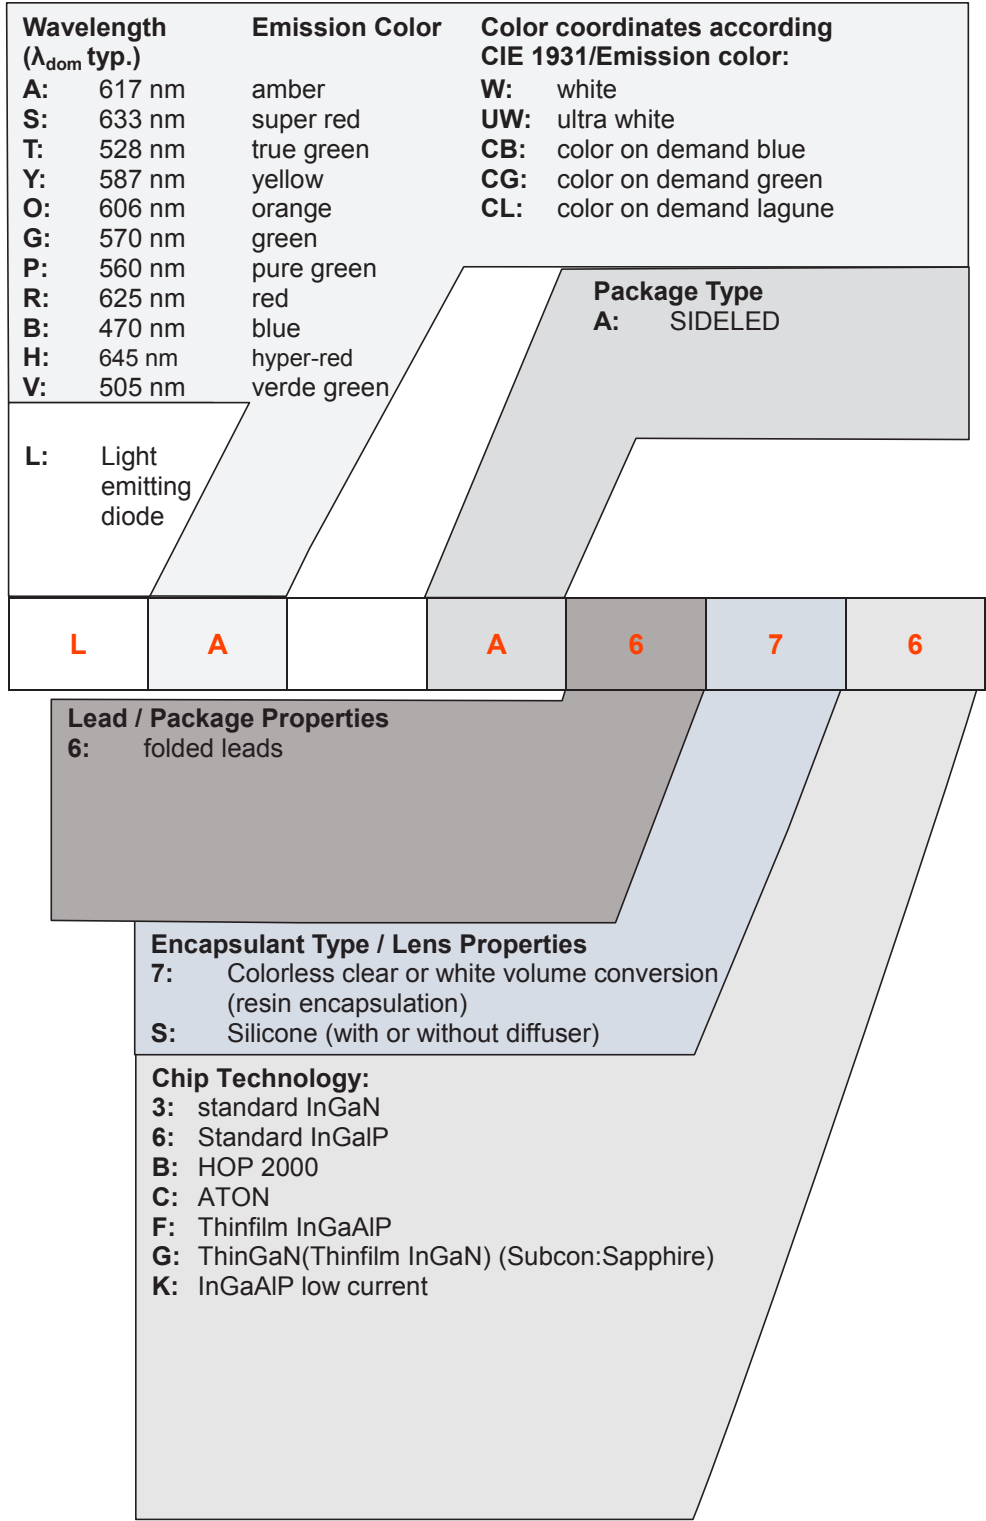 Wavelength Emission Color Color coordinates according
(λdom typ.) CIE 1931/Emission color:
A: 617 nm amber W: white
S: 633 nm super red UW: ultra white
T: 528 nm true green CB: color on demand blue
Y: 587 nm yellow CG: color on demand green
O: 606 nm orange CL: color on demand lagune
G: 570 nm green
P: 560 nm pure green
R: 625 nm red
B: 470 nm blue
H: 645 nm hyper-red
V: 505 nm verde green
Package Type
A: SIDELED
L: Light
emitting
diode
L A A 6 7 6
Lead / Package Properties
6: folded leads
Encapsulant Type / Lens Properties
7: Colorless clear or white volume conversion
(resin encapsulation)
S: Silicone (with or without diffuser)
Chip Technology:
3: standard InGaN
6: Standard InGalP
B: HOP 2000
C: ATON
F: Thinfilm InGaAlP
G: ThinGaN(Thinfilm InGaN) (Subcon:Sapphire)
K: InGaAlP low current